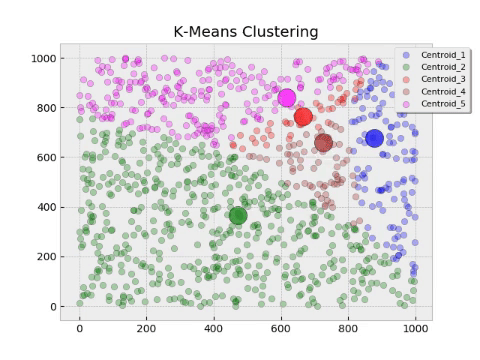 K-Means Clustering
Centroid_1
Centroid_2
Centroid_3
Centroid_4
Centroid_5
1000
800
600
400
200
0
0 200 400 600 800 1000